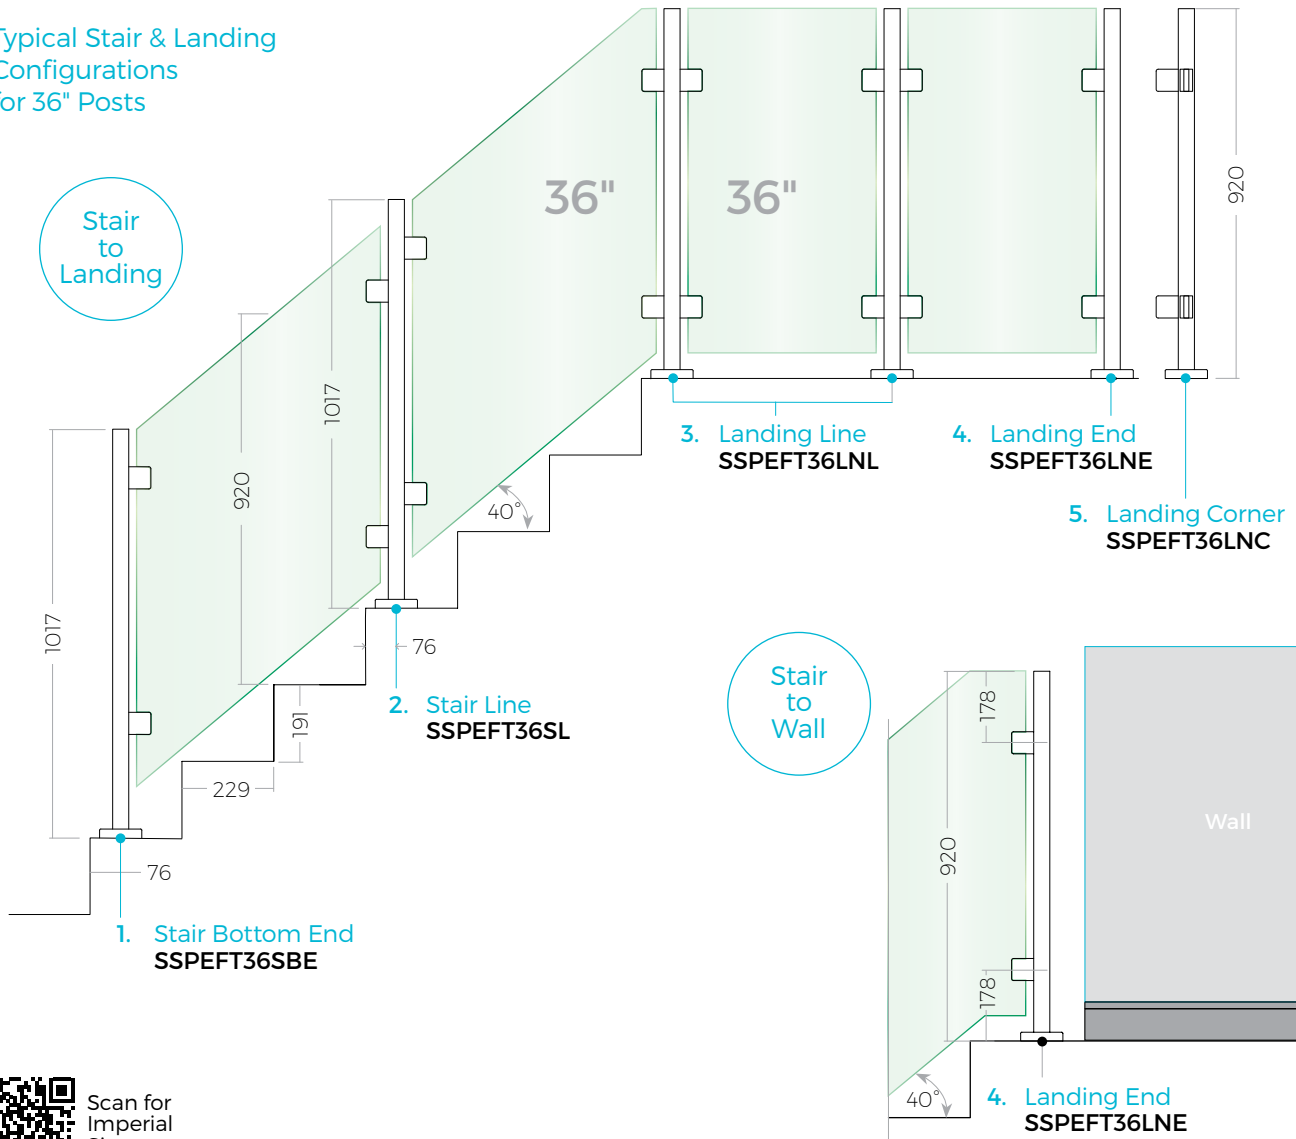 Typical Stair & Landing
Configurations
for 36" Posts
Stair
to
Landing
36"
36"
920
1017
920
1017
40°
3. Landing Line
SSPEFT36LNL
4. Landing End
SSPEFT36LNE
5. Landing Corner
SSPEFT36LNC
76
2. Stair Line
SSPEFT36SL
191
229
76
1. Stair Bottom End
SSPEFT36SBE
Stair
to
Wall
178
920
178
Wall
40°
4. Landing End
SSPEFT36LNE
Scan for
Imperial